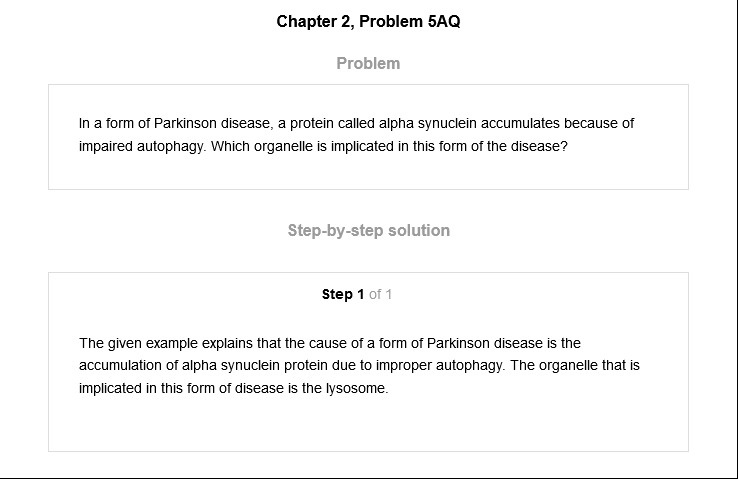 Chapter 2, Problem 5AQ
Problem
In a form of Parkinson disease, a protein called alpha synuclein accumulates because of
impaired autophagy. Which organelle is implicated in this form of the disease?
Step-by-step solution
Step 1 of 1
The given example explains that the cause of a form of Parkinson disease is the
accumulation of alpha synuclein protein due to improper autophagy. The organelle that is
implicated in this form of disease is the lysosome.